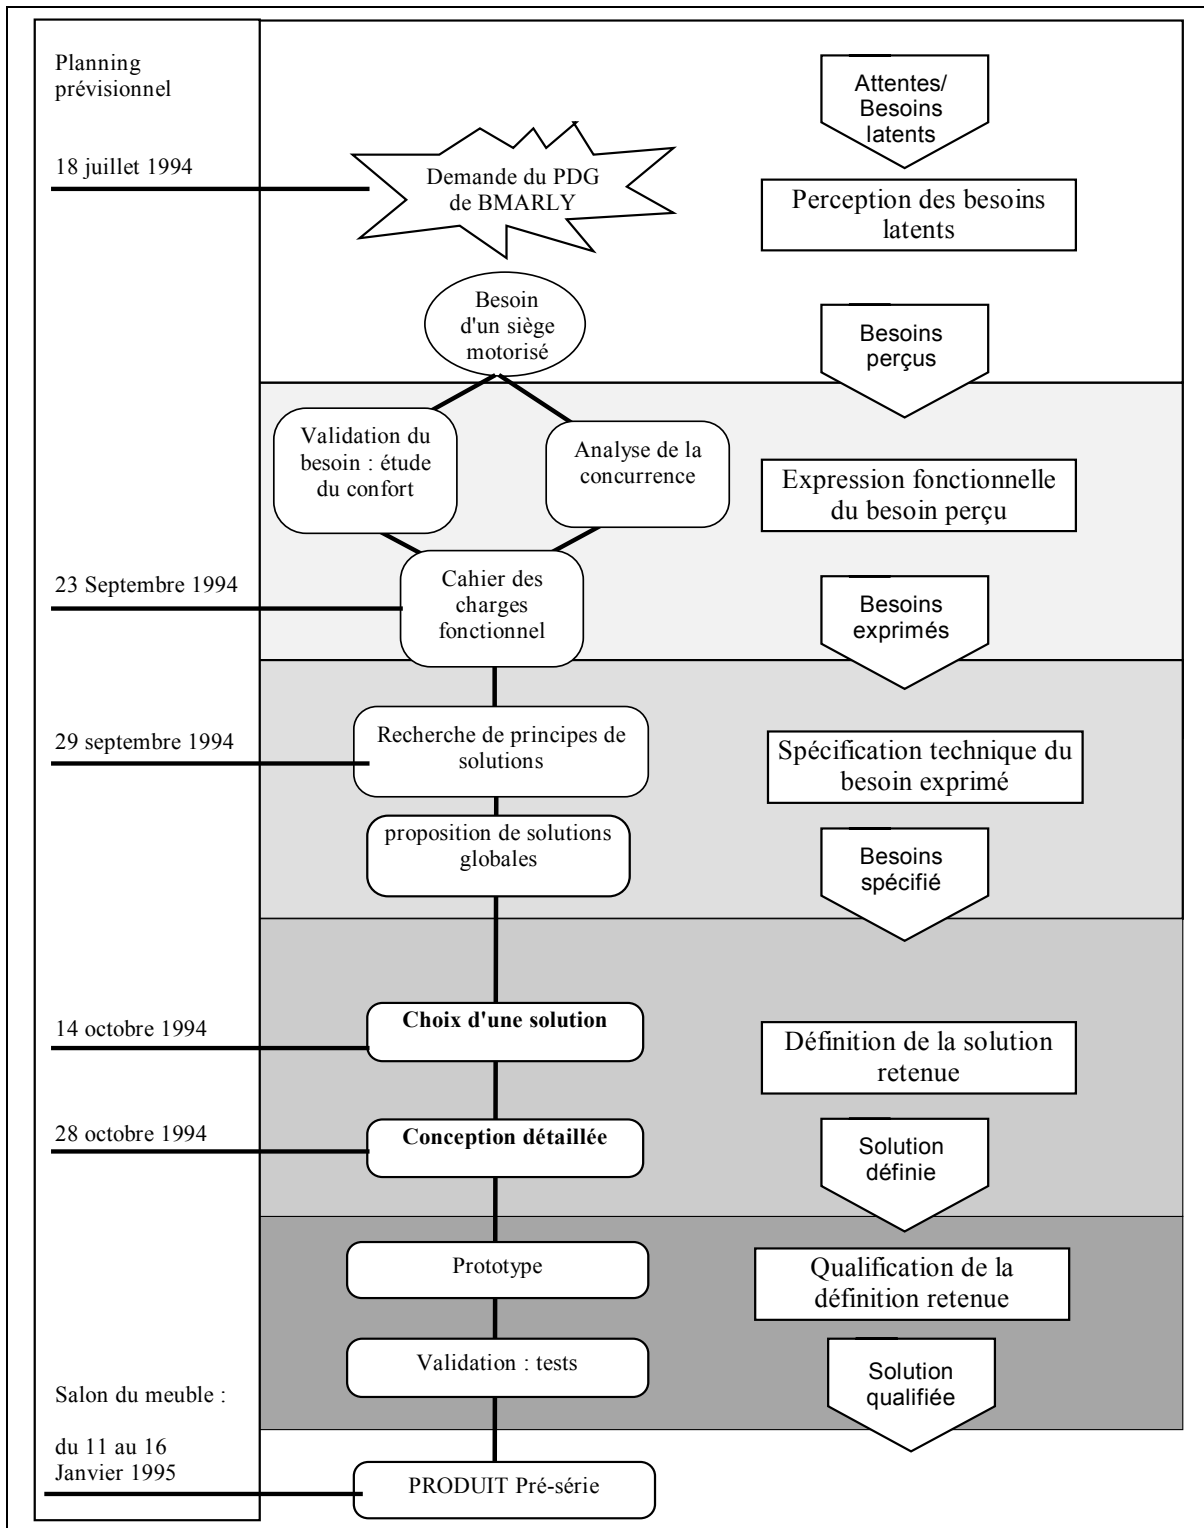 Planning
prévisionnel
Attentes/
Besoins
latents
18 juillet 1994
Demande du PDG
de BMARLY
Perception des besoins
latents
Besoin
d'un siège
motorisé
Besoins
perçus
Validation du
besoin : étude
du confort
Analyse de la
concurrence
Expression fonctionnelle
du besoin perçu
23 Septembre 1994
Cahier des
charges
fonctionnel
Besoins
exprimés
29 septembre 1994
Recherche de principes de
solutions
Spécification technique du
besoin exprimé
proposition de solutions
globales
Besoins
spécifié
14 octobre 1994
Choix d'une solution
Définition de la solution
retenue
28 octobre 1994
Conception détaillée
Solution
définie
Prototype
Qualification de la
définition retenue
Validation : tests
Solution
qualifiée
Salon du meuble :
du 11 au 16
Janvier 1995
PRODUIT Pré-série